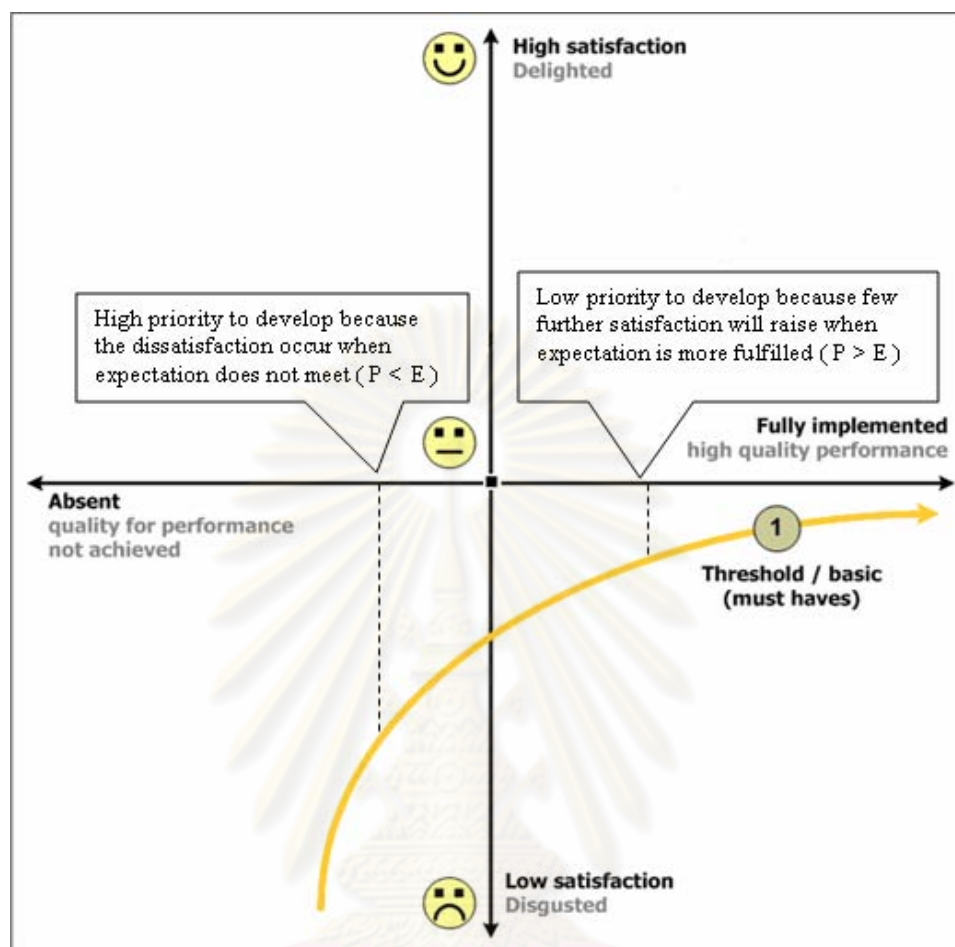 High satisfaction
Delighted
High priority to develop because
the dissatisfaction occur when
expectation does not meet ( P < E )
Low priority to develop because few
further satisfaction will raise when
expectation is more fulfilled ( P > E )
Fully implemented
high quality performance
Absent
quality for performance
not achieved
1
Threshold / basic
(must haves)
Low satisfaction
Disgusted